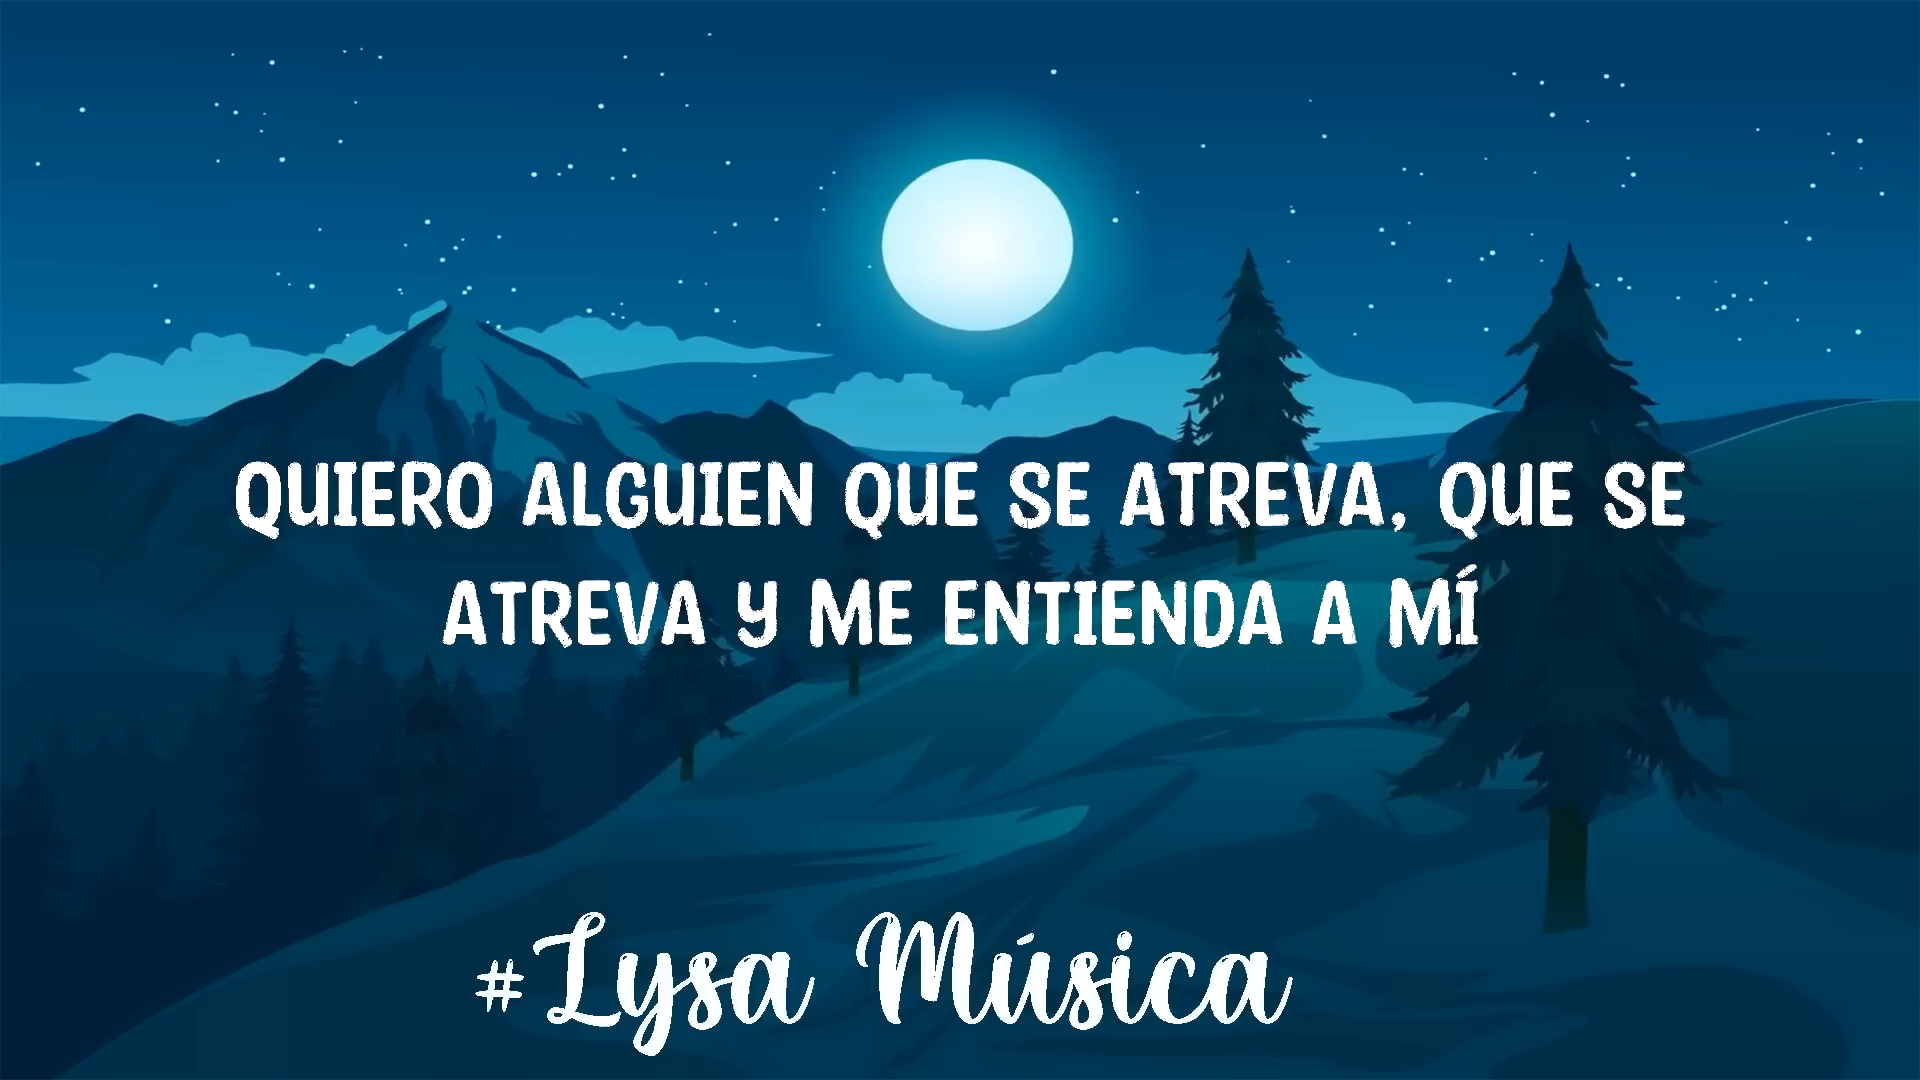 QUIERO ALGUIEN QUE SE ATREVA, QUE SE
ATREVA Y ME ENTIENDA A MÍ
#Lysa Música